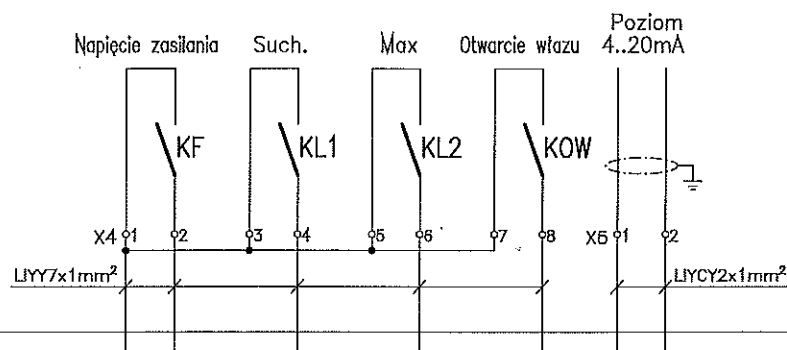 Napięcie zasilania Such. Max Otwarcie włazu Poziom
4..20mA
KF KL1 KL2 KOW
X4 1 2 3 4 5 6 7 8 X6 1 2
LIYY7x1mm² LIYCY2x1mm²